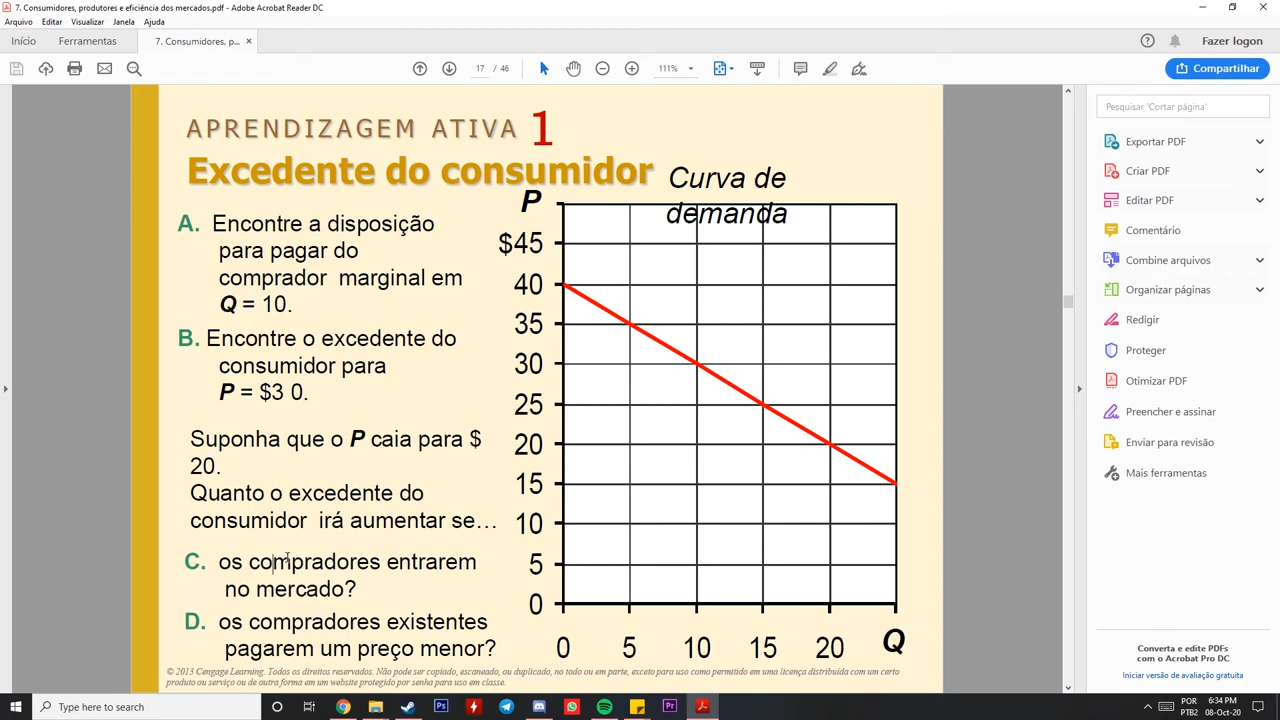 7. Consumidores, produtores e eficiência dos mercados.pdf - Adobe Acrobat Reader DC
Arquivo Editar Visualizar Janela Ajuda
Início Ferramentas 7. Consumidores, p... × Fazer logon
17 / 46 111% Compartilhar
APRENDIZAGEM ATIVA 1
Excedente do consumidor
A. Encontre a disposição
para pagar do
comprador marginal em
Q = 10.
B. Encontre o excedente do
consumidor para
P = $3 0.
Suponha que o P caia para $
20.
Quanto o excedente do
consumidor irá aumentar se…
C. os compradores entrarem
no mercado?
D. os compradores existentes
pagarem um preço menor?
Curva de
demanda
P
$45
40
35
30
25
20
15
10
5
0
0 5 10 15 20 Q
© 2013 Cengage Learning. Todos os direitos reservados. Não pode ser copiado, escaneado, ou duplicado, no todo ou em parte, exceto para uso como permitido em uma licença distribuída com um certo
produto ou serviço ou de outra forma em um website protegido por senha para uso em classe.
Pesquisar 'Cortar página'
Exportar PDF
Criar PDF
Editar PDF
Comentário
Combine arquivos
Organizar páginas
Redigir
Proteger
Otimizar PDF
Preencher e assinar
Enviar para revisão
Mais ferramentas
Converta e edite PDFs
com o Acrobat Pro DC
Iniciar versão de avaliação gratuita
Type here to search
Ps
Pr
POR
PTB2
6:34 PM
08-Oct-20